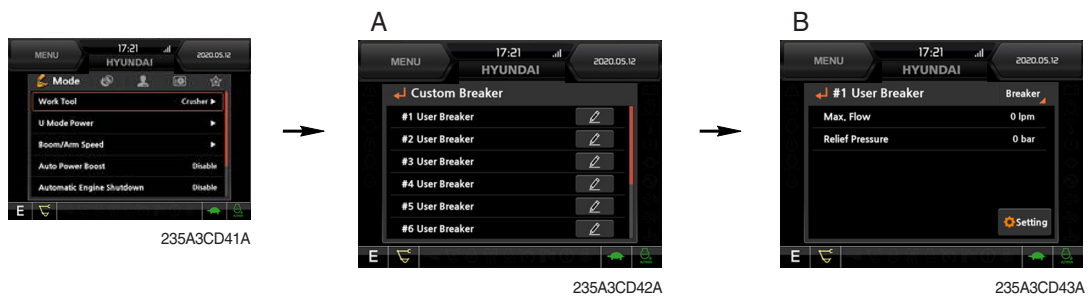 MENU
17:21
HYUNDAI
2020.05.12
Mode
Work Tool Crusher ▶
U Mode Power ▶
Boom/Arm Speed ▶
Auto Power Boost Disable
Automatic Engine Shutdown Disable
E
235A3CD41A
A
MENU
17:21
HYUNDAI
2020.05.12
Custom Breaker
#1 User Breaker
#2 User Breaker
#3 User Breaker
#4 User Breaker
#5 User Breaker
#6 User Breaker
E
235A3CD42A
B
MENU
17:21
HYUNDAI
2020.05.12
#1 User Breaker Breaker
Max. Flow 0 lpm
Relief Pressure 0 bar
Setting
E
235A3CD43A